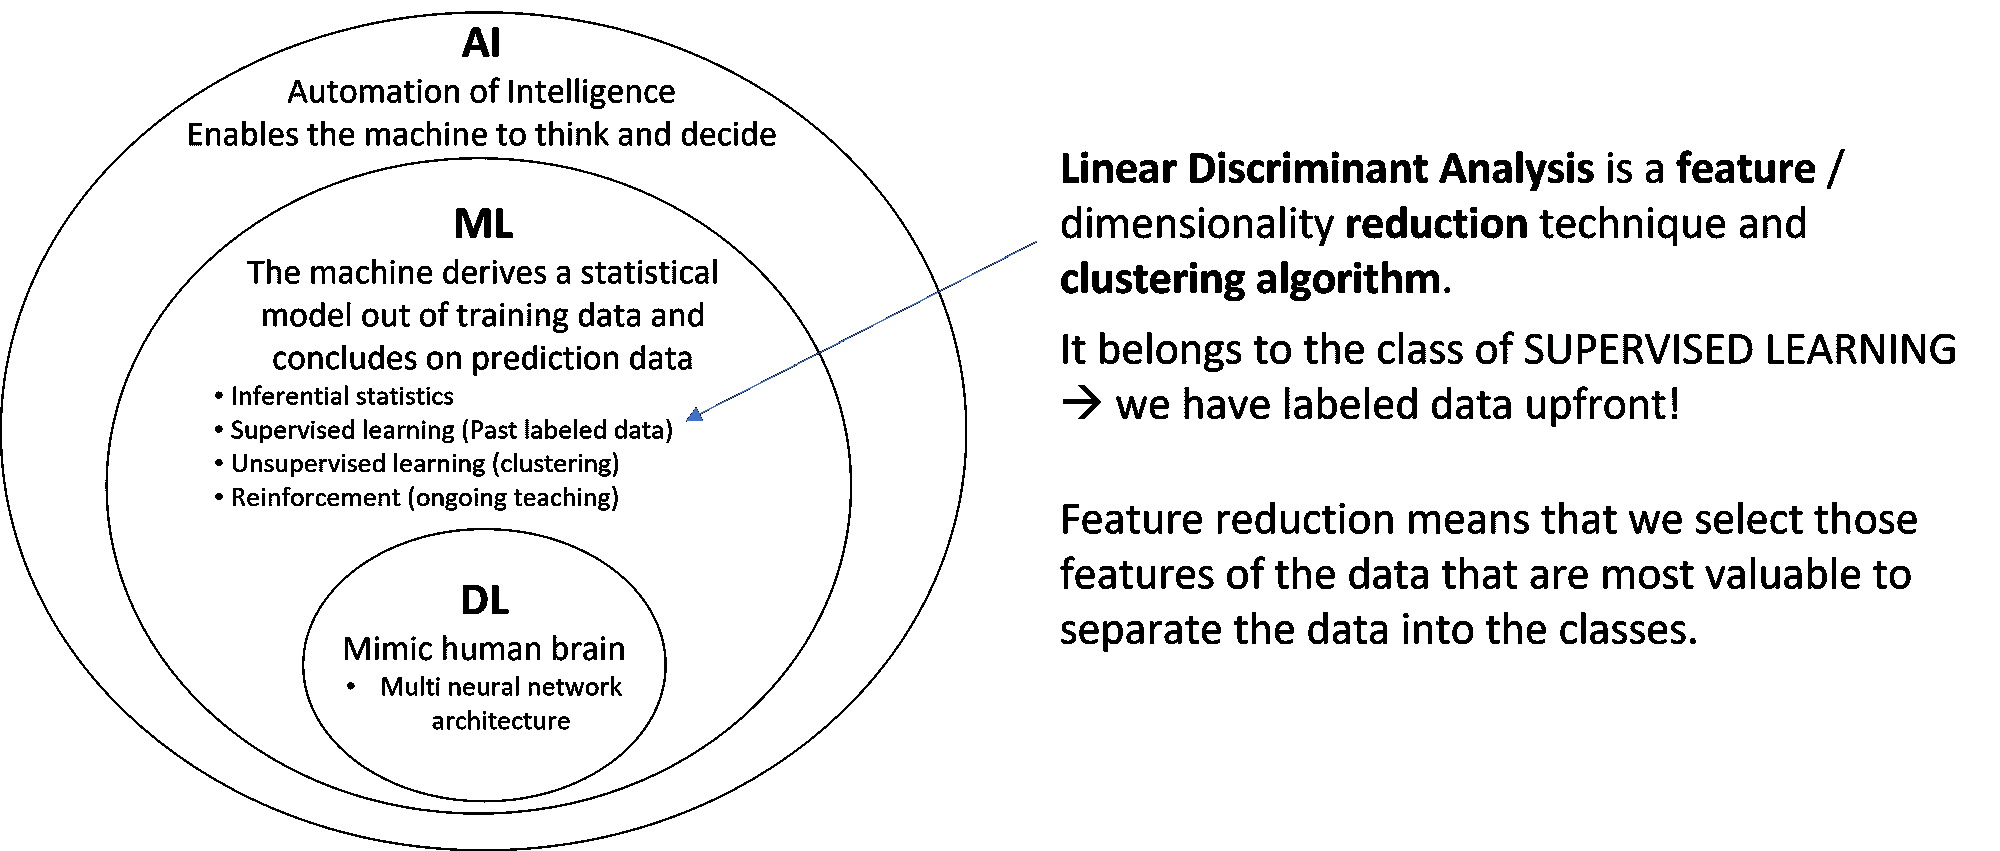 AI
Automation of Intelligence
Enables the machine to think and decide
ML
The machine derives a statistical
model out of training data and
concludes on prediction data
• Inferential statistics
• Supervised learning (Past labeled data)
• Unsupervised learning (clustering)
• Reinforcement (ongoing teaching)
DL
Mimic human brain
• Multi neural network
architecture
Linear Discriminant Analysis is a feature /
dimensionality reduction technique and
clustering algorithm.
It belongs to the class of SUPERVISED LEARNING
→ we have labeled data upfront!
Feature reduction means that we select those
features of the data that are most valuable to
separate the data into the classes.